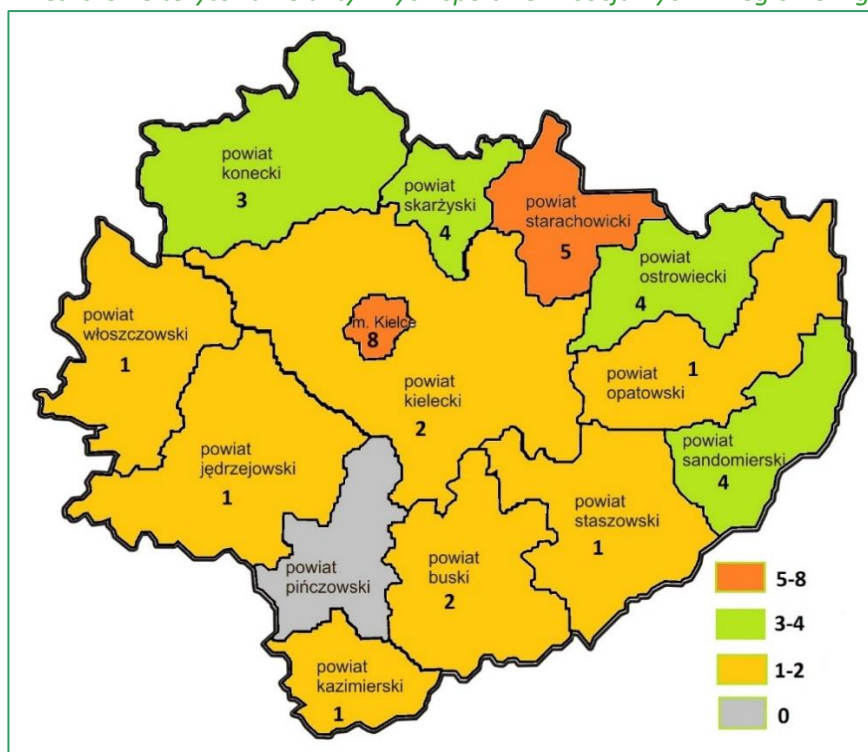 powiat
konecki
3
powiat
skarżyski
4
powiat
starachowicki
5
powiat
ostrowiecki
4
powiat
włoszczowski
1
m. Kielce
8
powiat
kielecki
2
1
powiat
opatowski
powiat
sandomierski
4
powiat
jędrzejowski
1
powiat
staszowski
1
powiat
pińczowski
powiat
buski
2
powiat
kazimierski
1
5-8
3-4
1-2
0